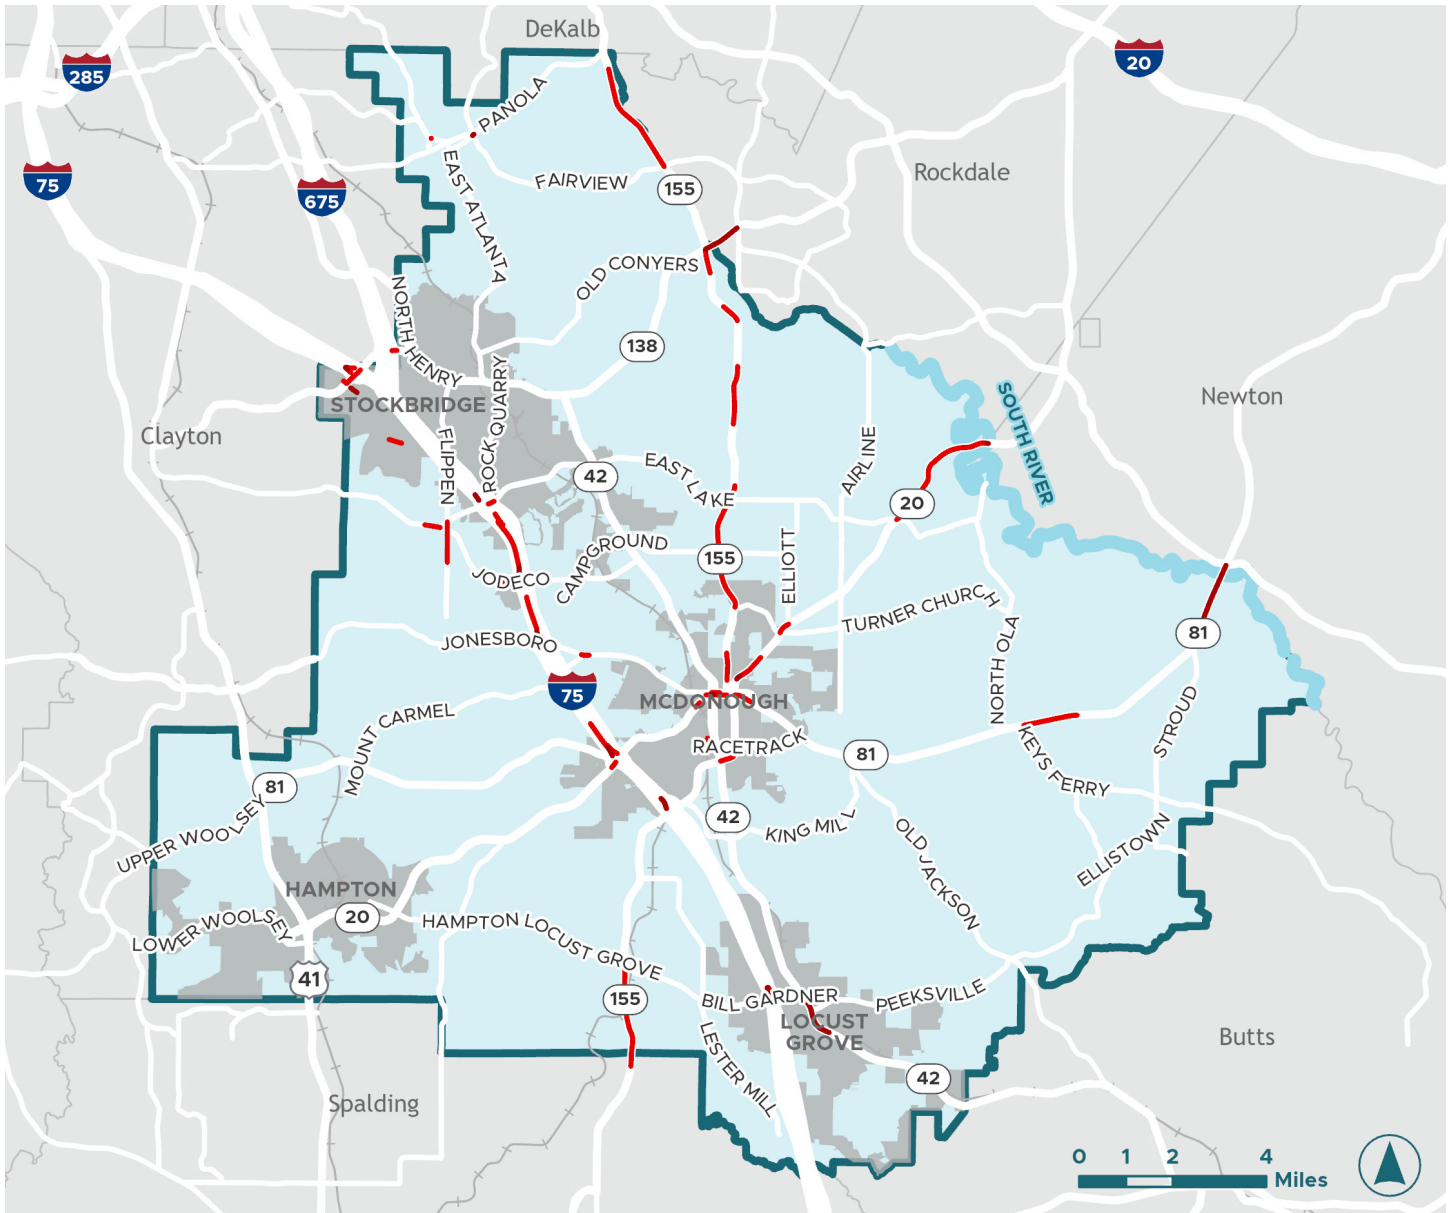 DeKalb
285
20
PANOLA
75
675
EAST ATLANTA
FAIRVIEW
155
Rockdale
OLD CONYERS
NORTH HENRY
138
STOCKBRIDGE
ROCK QUARRY
Newton
Clayton
FLIPPEN
42
EAST LAKE
AIRLINE
20
SOUTH RIVER
CAMPGROUND
155
ELLIOTT
JODECO
TURNER CHURCH
JONESBORO
81
75
MCDONOUGH
NORTH OLA
MOUNT CARMEL
RACETRACK
81
STROUD
KEYS FERRY
81
UPPER WOOLSEY
42
KING MILL
OLD JACKSON
ELLISTOWN
HAMPTON
20
LOWER WOOLSEY
HAMPTON LOCUST GROVE
41
155
BILL GARDNER
PEEKSVILLE
LOCUST
GROVE
Butts
LESTER MILL
42
Spalding
0 1 2 4
Miles